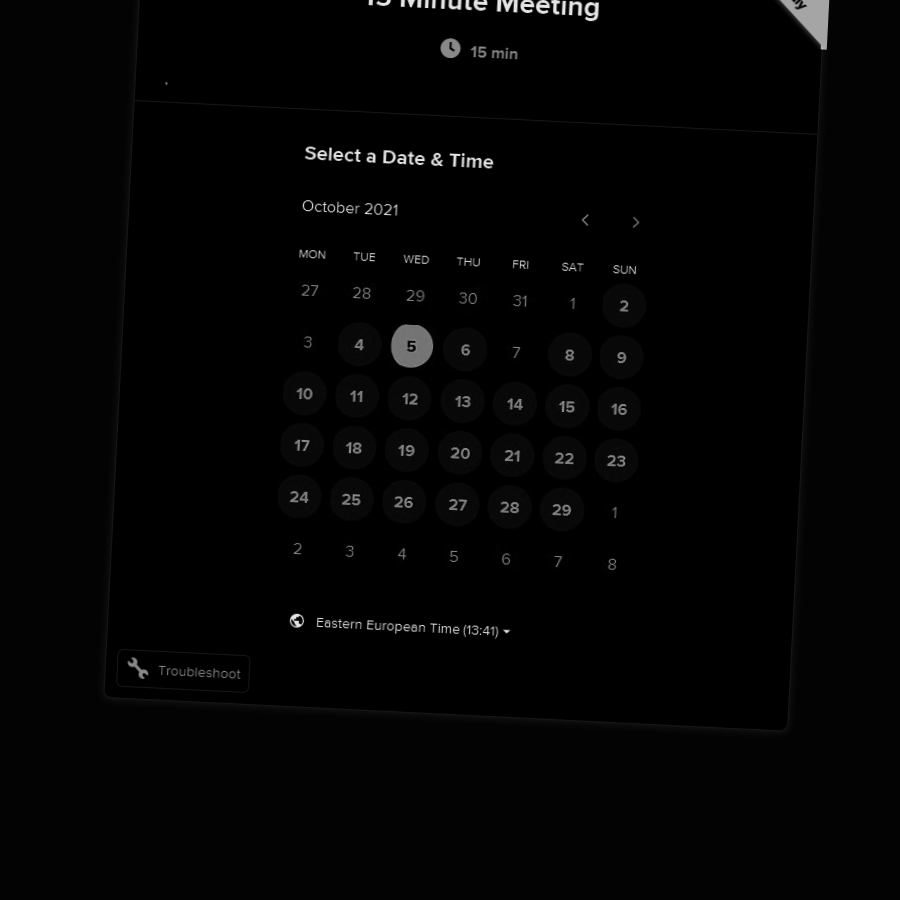 15 Minute Meeting
15 min
Select a Date & Time
October 2021
MON TUE WED THU FRI SAT SUN
27 28 29 30 31 1 2
3 4 5 6 7 8 9
10 11 12 13 14 15 16
17 18 19 20 21 22 23
24 25 26 27 28 29 1
2 3 4 5 6 7 8
Eastern European Time (13:41)
Troubleshoot